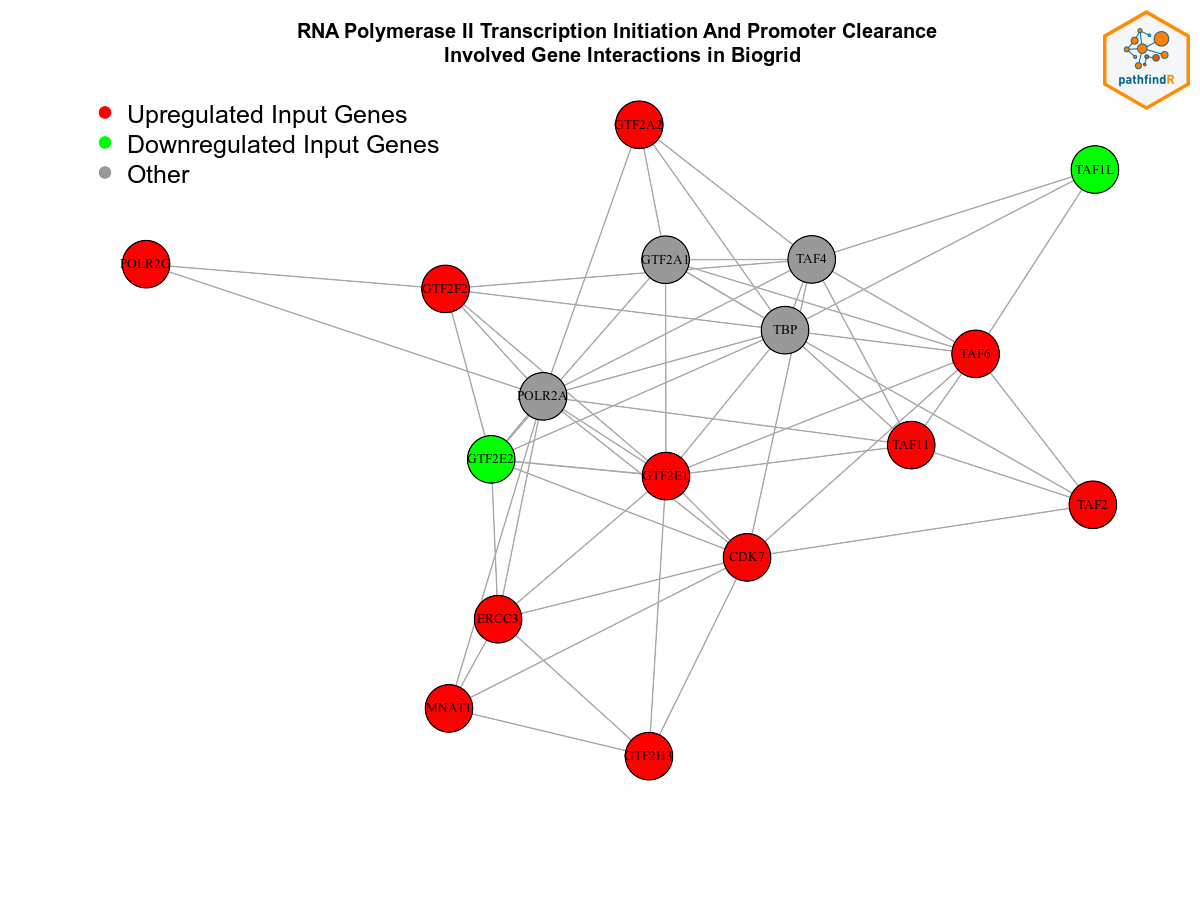 RNA Polymerase II Transcription Initiation And Promoter Clearance
Involved Gene Interactions in Biogrid
pathfindR
Upregulated Input Genes
Downregulated Input Genes
Other
GTF2A2
TAF1L
POLR2G
GTF2A1
TAF4
GTF2F2
TBP
TAF6
POLR2A
TAF11
GTF2E2
GTF2E1
TAF2
CDK7
ERCC3
MNAT1
GTF2H3